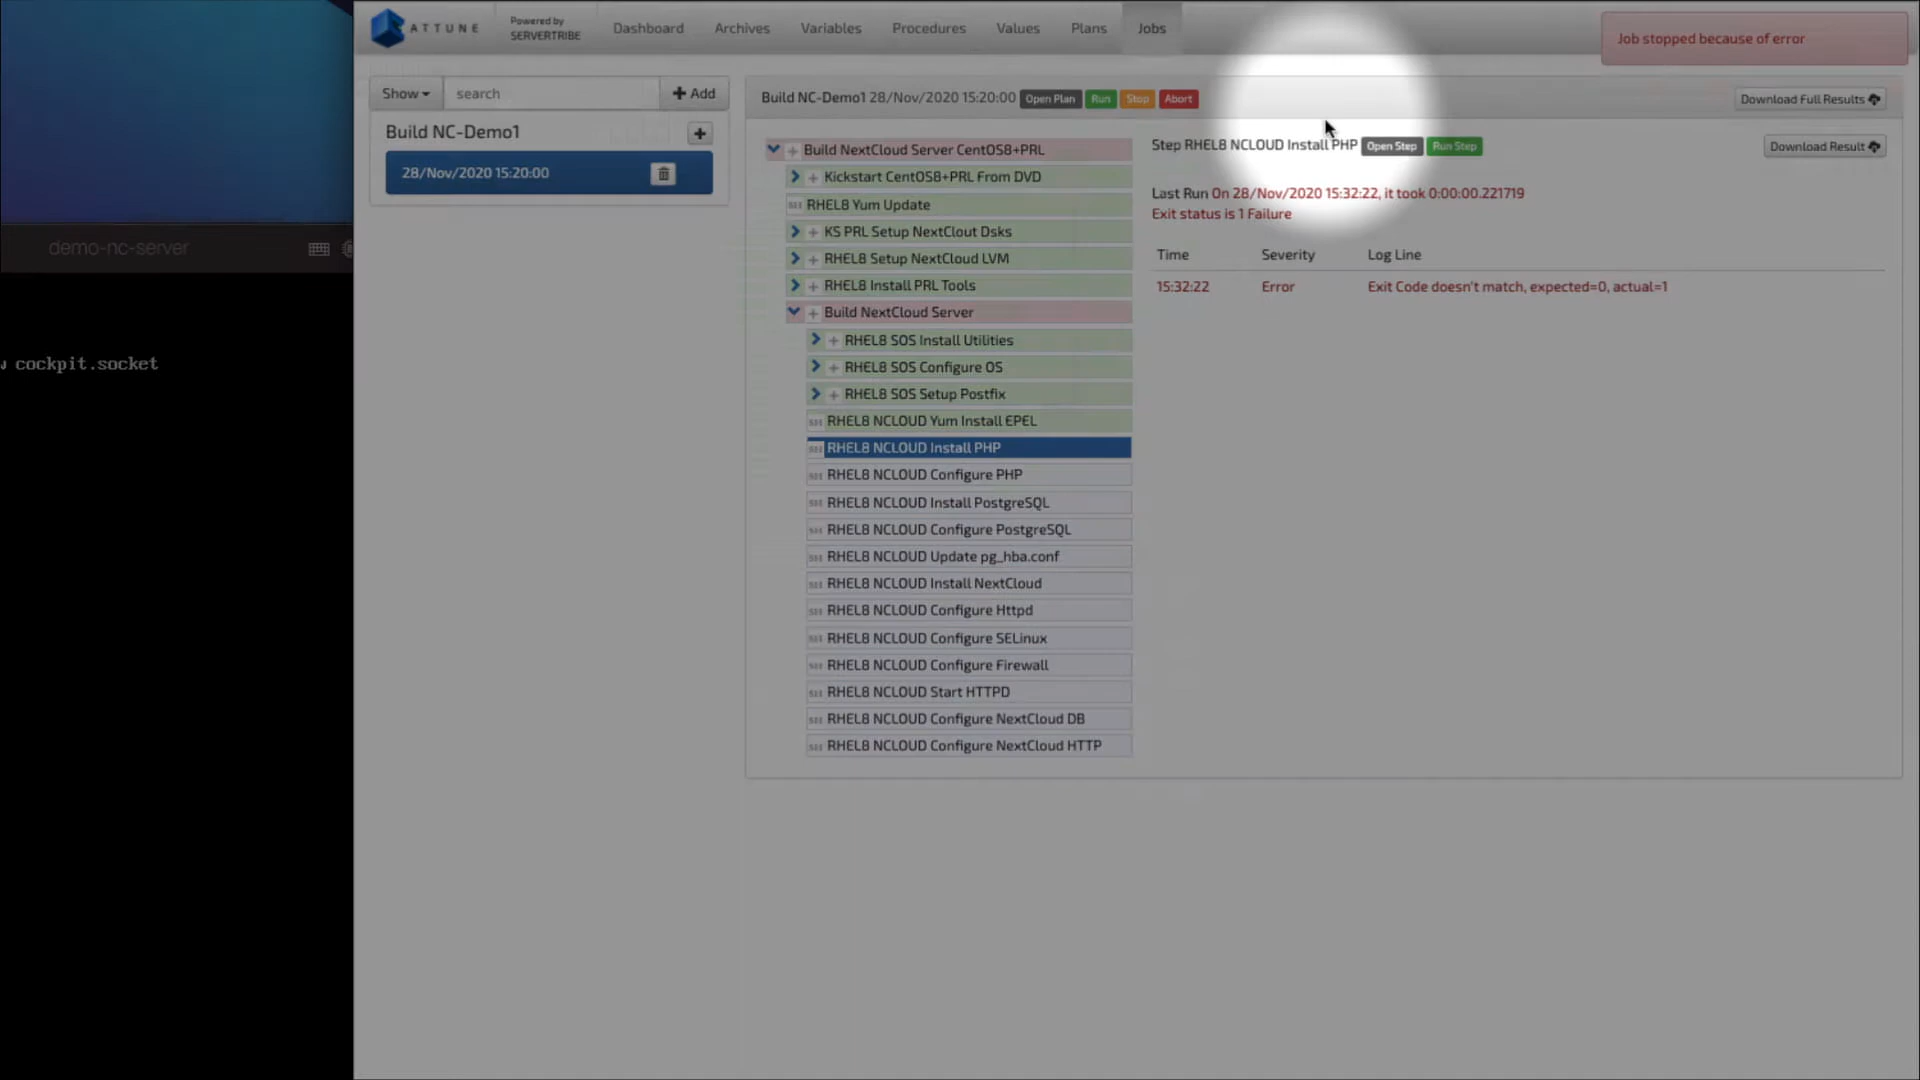 ATTUNE
Powered by
SERVERTRIBE
Dashboard
Archives
Variables
Procedures
Values
Plans
Jobs
Job stopped because of error
Show
search
Add
Build NC-Demo1
28/Nov/2020 15:20:00
Build NC-Demo1 28/Nov/2020 15:20:00 Open Plan Run Stop Abort
Download Full Results
Build NextCloud Server CentOS8+PRL
Kickstart CentOS8+PRL From DVD
RHEL8 Yum Update
KS PRL Setup NextClout Dsks
RHEL8 Setup NextCloud LVM
RHEL8 Install PRL Tools
Build NextCloud Server
RHEL8 SOS Install Utilities
RHEL8 SOS Configure OS
RHEL8 SOS Setup Postfix
RHEL8 NCLOUD Yum Install EPEL
RHEL8 NCLOUD Install PHP
RHEL8 NCLOUD Configure PHP
RHEL8 NCLOUD Install PostgreSQL
RHEL8 NCLOUD Configure PostgreSQL
RHEL8 NCLOUD Update pg_hba.conf
RHEL8 NCLOUD Install NextCloud
RHEL8 NCLOUD Configure Httpd
RHEL8 NCLOUD Configure SELinux
RHEL8 NCLOUD Configure Firewall
RHEL8 NCLOUD Start HTTPD
RHEL8 NCLOUD Configure NextCloud DB
RHEL8 NCLOUD Configure NextCloud HTTP
Step RHEL8 NCLOUD Install PHP Open Step Run Step
Download Result
Last Run On 28/Nov/2020 15:32:22, it took 0:00:00.221719
Exit status is 1 Failure
Time Severity Log Line
15:32:22 Error Exit Code doesn't match, expected=0, actual=1
demo-nc-server
cockpit.socket